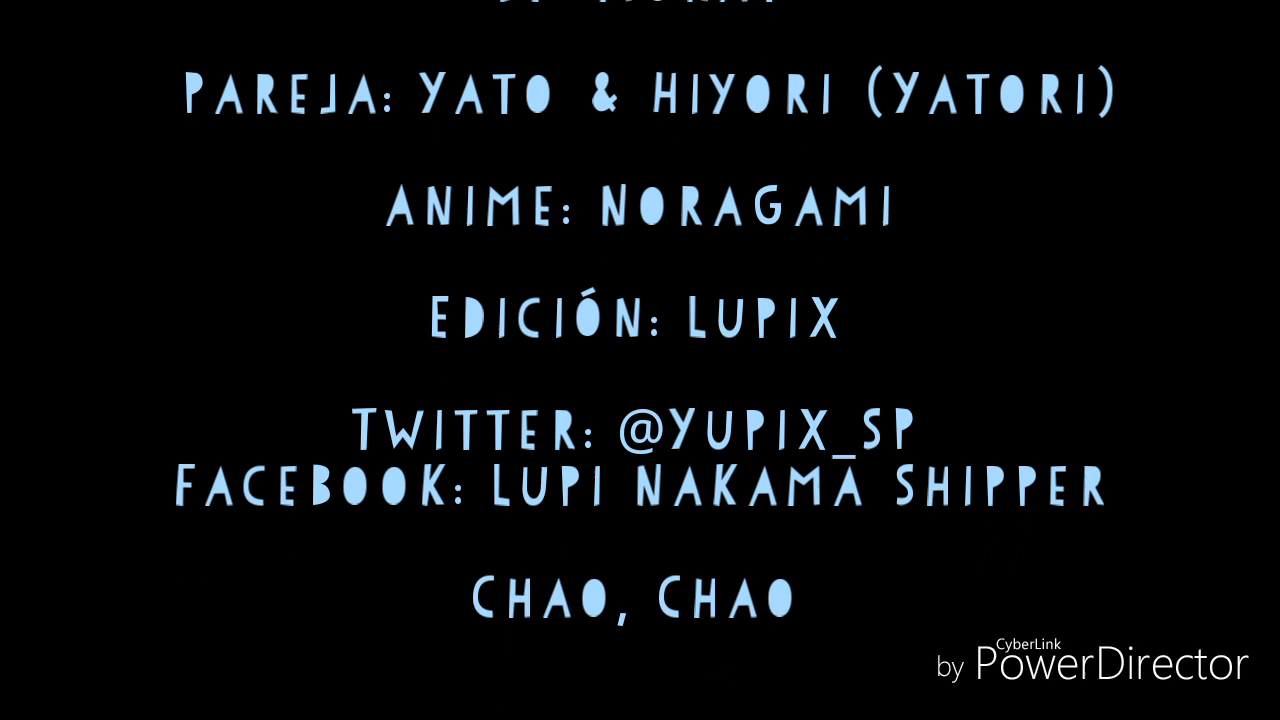 PAREJA: YATO & HIYORI (YATORI)
ANIME: NORAGAMI
EDICIÓN: LUPIX
TWITTER: @YUPIX_SP
FACEBOOK: LUPI NAKAMA SHIPPER
CHAO, CHAO
by CyberLink PowerDirector